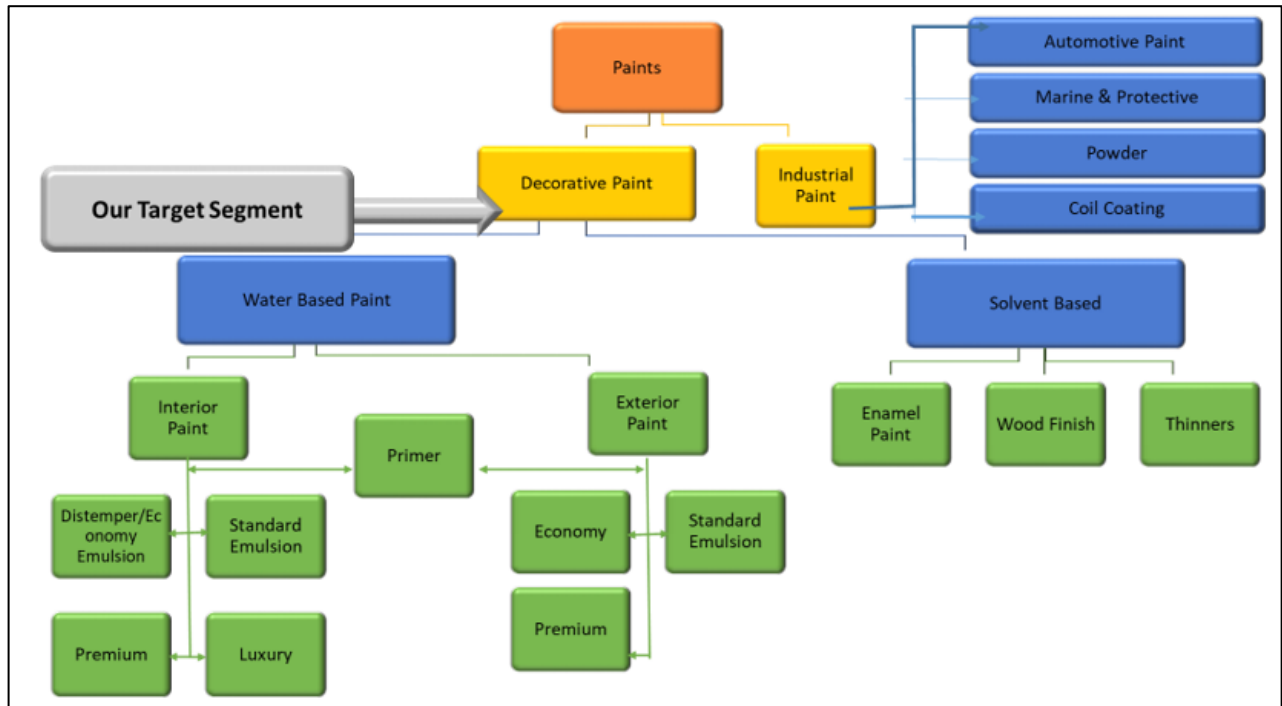 Paints
Automotive Paint
Marine & Protective
Powder
Coil Coating
Decorative Paint
Industrial
Paint
Our Target Segment
Water Based Paint
Solvent Based
Interior
Paint
Exterior
Paint
Primer
Enamel
Paint
Wood Finish
Thinners
Distemper/Ec
onomy
Emulsion
Standard
Emulsion
Economy
Standard
Emulsion
Premium
Luxury
Premium